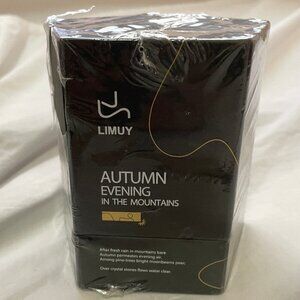 LIMUY
AUTUMN
EVENING
IN THE MOUNTAINS
After fresh rain in mountains bare
Autumn permeates evening air.
Among pine-trees bright moonbeams peer;
Over crystal stones flows water clear.